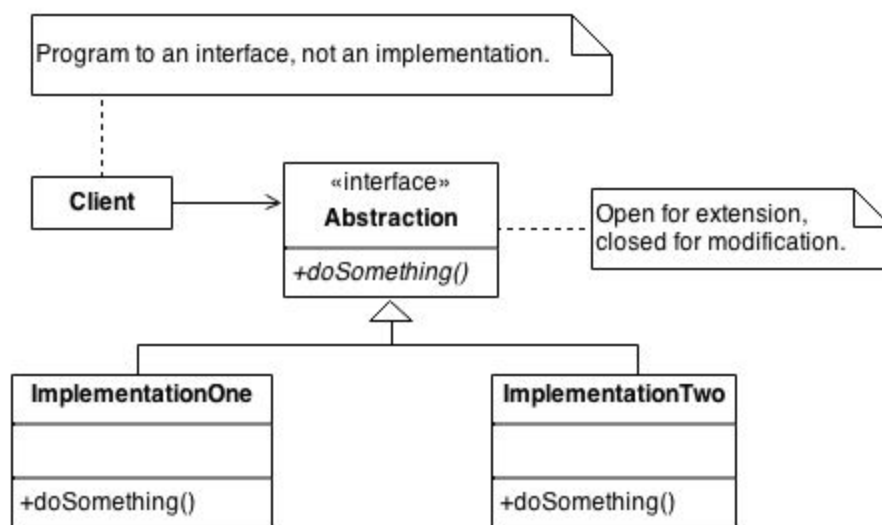 Program to an interface, not an implementation.
Client
«interface»
Abstraction
+doSomething()
Open for extension,
closed for modification.
ImplementationOne
+doSomething()
ImplementationTwo
+doSomething()